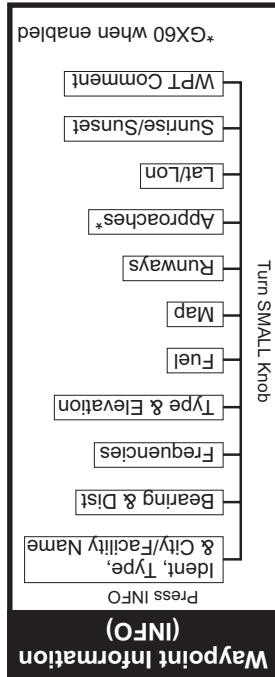 Waypoint Information
(INFO)
Press INFO
Ident, Type,
& City/Facility Name
Bearing & Dist
Frequencies
Type & Elevation
Fuel
Map
Runways
Approaches*
Lat/Lon
Sunrise/Sunset
WPT Comment
Turn SMALL Knob
*GX60 when enabled